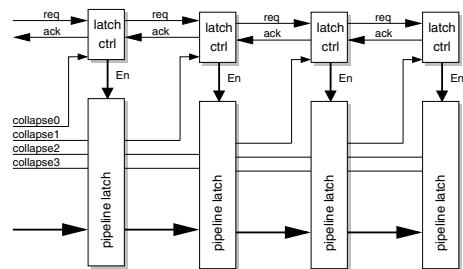 req
ack
latch
ctrl
req
ack
latch
ctrl
req
ack
latch
ctrl
req
ack
latch
ctrl
En
En
En
En
collapse0
collapse1
collapse2
collapse3
pipeline latch
pipeline latch
pipeline latch
pipeline latch